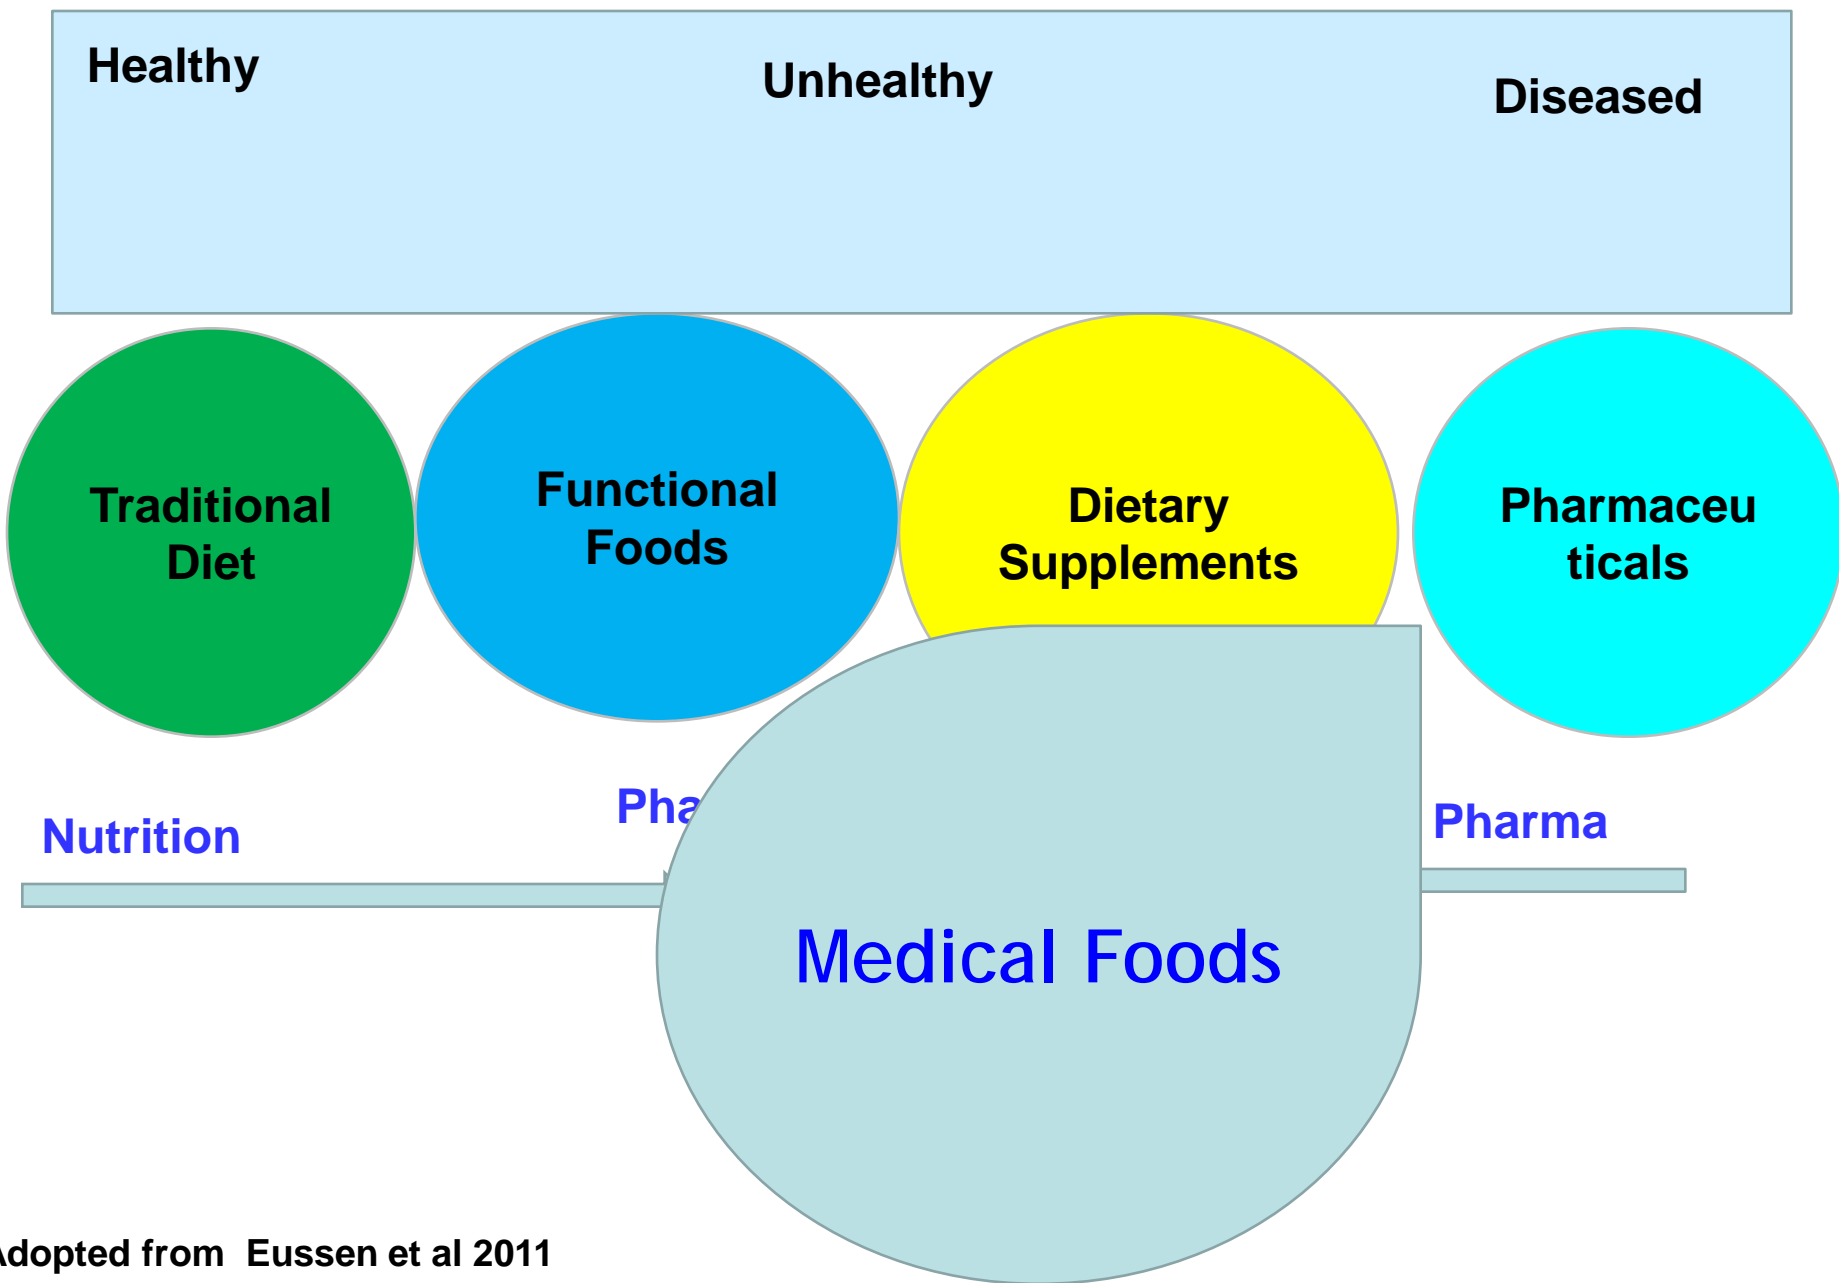 Healthy
Unhealthy
Diseased
Traditional
Diet
Functional
Foods
Dietary
Supplements
Pharmaceu
ticals
Nutrition
Pharma
Medical Foods
Adopted from Eussen et al 2011